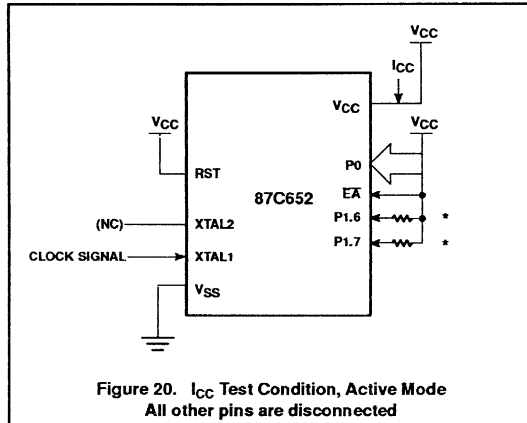 VCC
ICC
VCC
VCC
VCC
P0
RST
EA
87C652
(NC)
XTAL2
P1.6
*
P1.7
*
CLOCK SIGNAL
XTAL1
VSS
Figure 20. ICC Test Condition, Active Mode
All other pins are disconnected